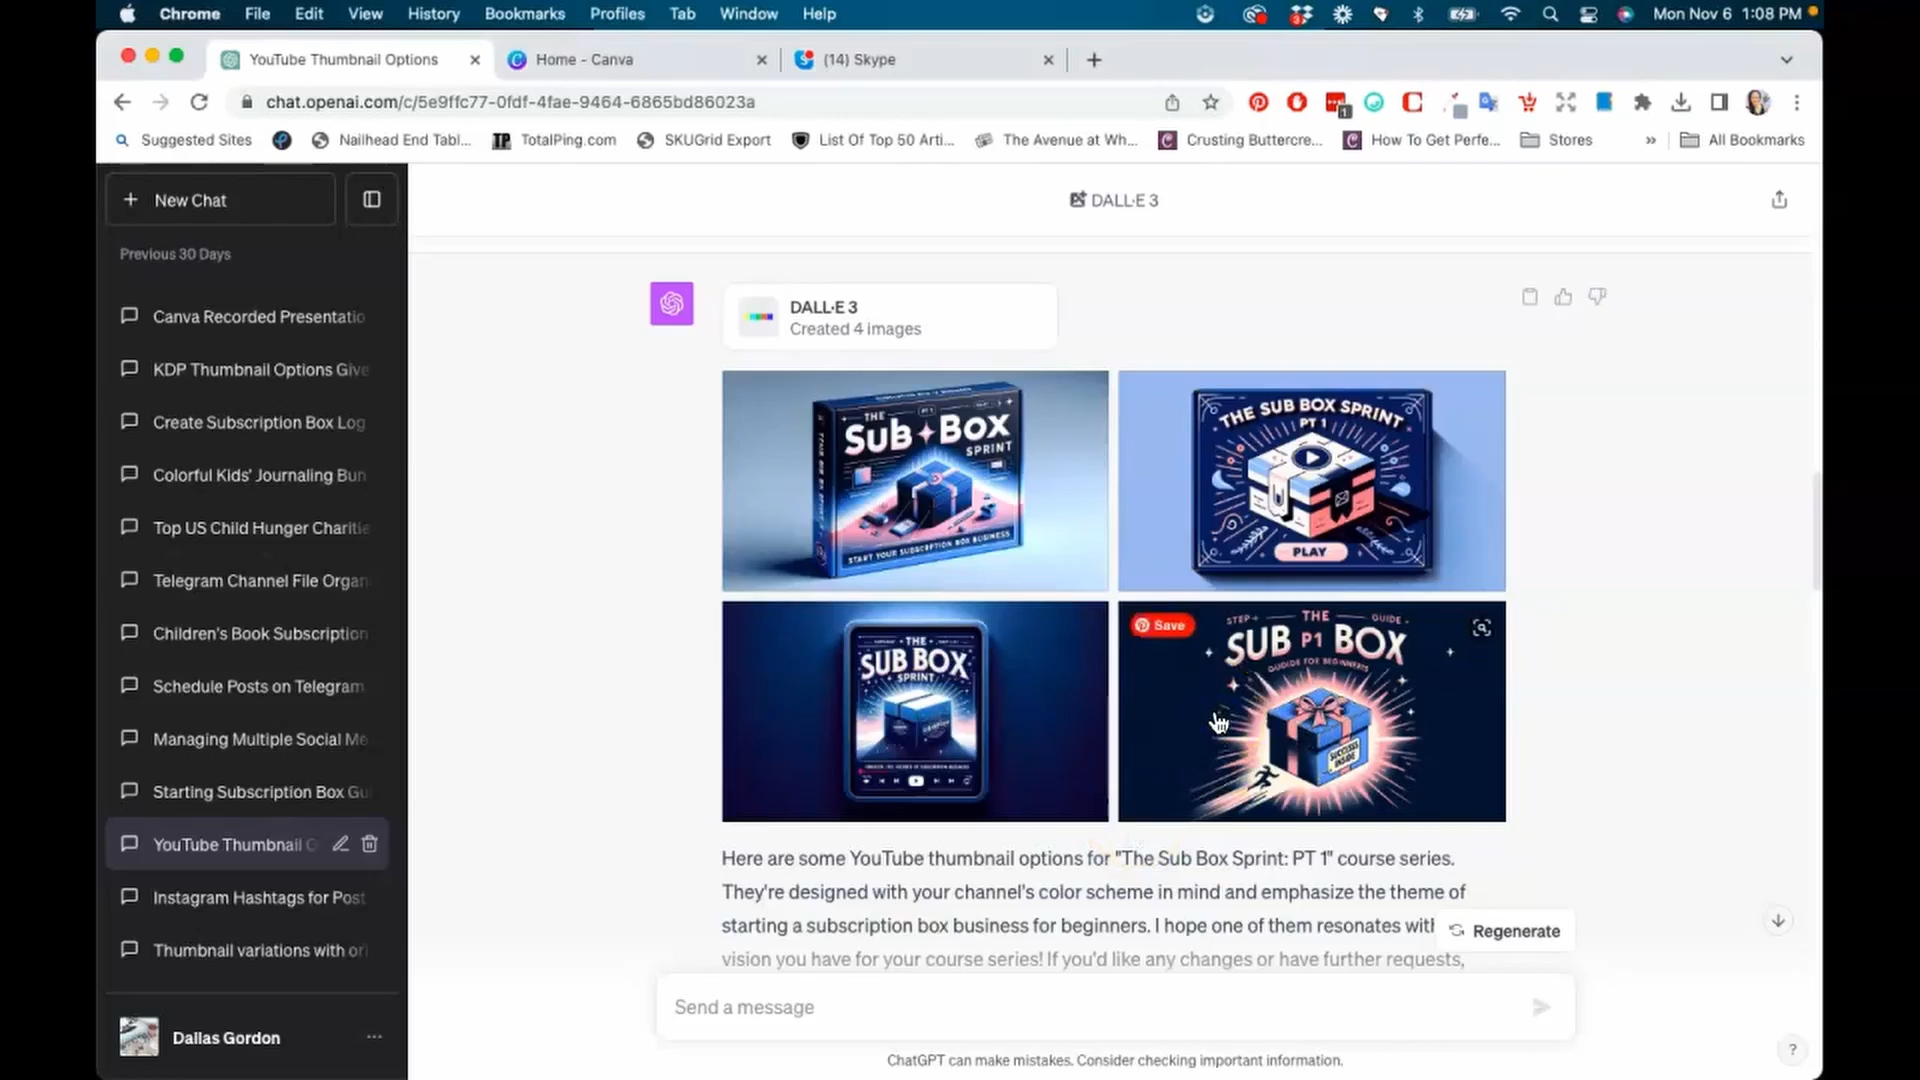 Chrome File Edit View History Bookmarks Profiles Tab Window Help
3
Mon Nov 6 1:08 PM
YouTube Thumbnail Options
Home - Canva
(14) Skype
chat.openai.com/c/5e9ffc77-0fdf-4fae-9464-6865bd86023a
1
Suggested Sites
Nailhead End Tabl...
TotalPing.com
SKUGrid Export
List Of Top 50 Arti...
The Avenue at Wh...
Crusting Buttercre...
How To Get Perfe...
Stores
»
All Bookmarks
New Chat
Previous 30 Days
Canva Recorded Presentatio
KDP Thumbnail Options Give
Create Subscription Box Log
Colorful Kids' Journaling Bun
Top US Child Hunger Charitie
Telegram Channel File Organ
Children's Book Subscription
Schedule Posts on Telegram
Managing Multiple Social Me
Starting Subscription Box Gu
YouTube Thumbnail O
Instagram Hashtags for Post
Thumbnail variations with ori
Dallas Gordon
DALL·E 3
DALL·E 3
Created 4 images
THE
SUB BOX
SPRINT
START YOUR SUBSCRIPTION BOX BUSINESS
THE SUB BOX SPRINT
PT 1
PLAY
THE
SUB BOX
SPRINT
Save
STEP THE GUIDE
SUB P1 BOX
GUDIDE FOR BEGINNERS
SUCCESS
INSIDE
Here are some YouTube thumbnail options for "The Sub Box Sprint: PT 1" course series.
They're designed with your channel's color scheme in mind and emphasize the theme of
starting a subscription box business for beginners. I hope one of them resonates with
vision you have for your course series! If you'd like any changes or have further requests,
Regenerate
Send a message
ChatGPT can make mistakes. Consider checking important information.
?